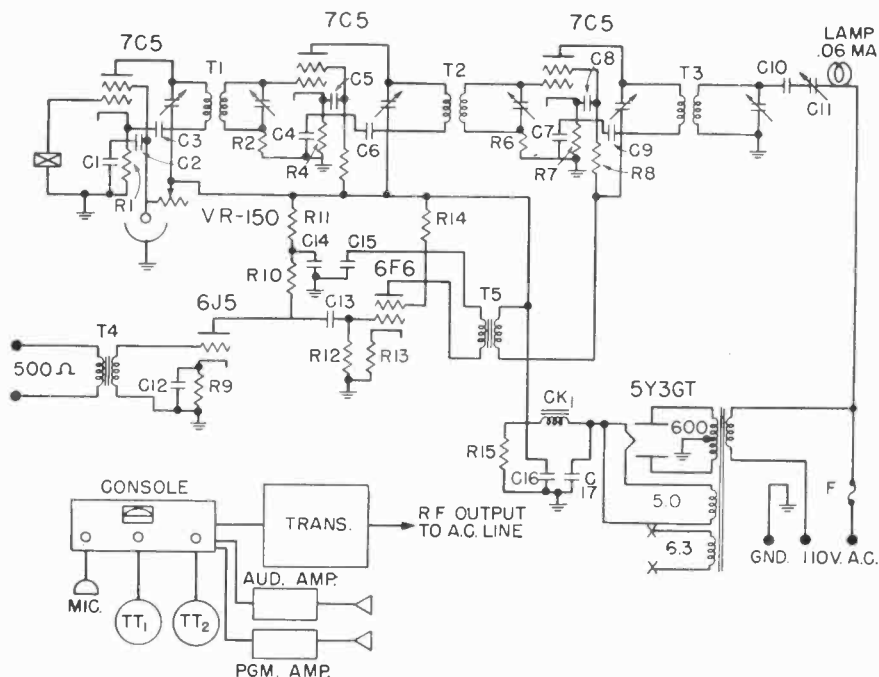 7C5
7C5
7C5
LAMP
.06 MA
T1
C5
T2
C8
T3
C10
C11
C3
C2
C1
R1
R2
C4
R4
C6
R6
C7
R7
C9
R8
VR-150
R11
R14
C14
C15
R10
6F6
T5
6J5
C13
T4
500Ω
C12
R9
R12
R13
5Y3GT
CK1
600
R15
C16
C
17
5.0
F
6.3
GND. 110V. A.C.
CONSOLE
TRANS.
RF OUTPUT
TO A.C. LINE
MIC.
TT1
TT2
AUD. AMP.
PGM. AMP.